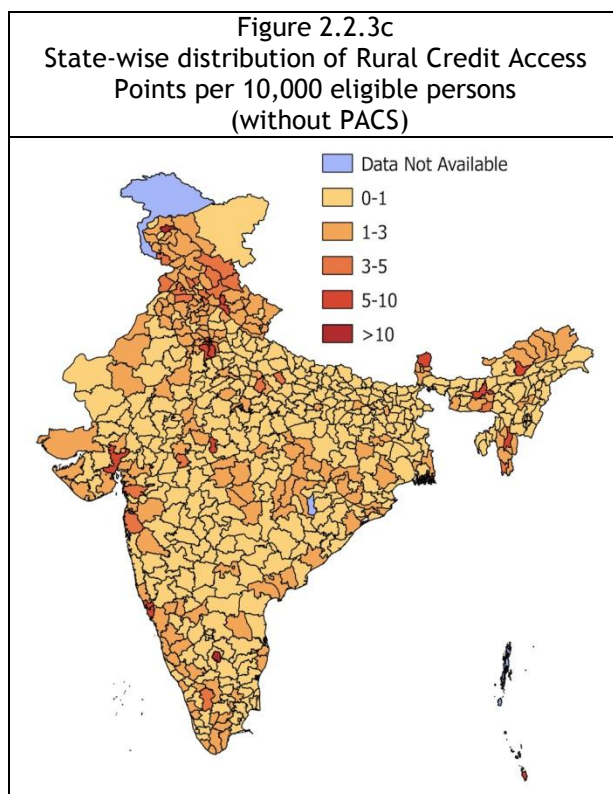 Figure 2.2.3c
State-wise distribution of Rural Credit Access
Points per 10,000 eligible persons
(without PACS)
Data Not Available
0-1
1-3
3-5
5-10
>10